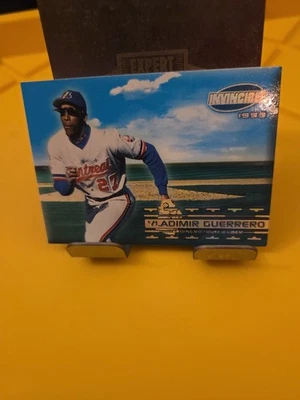 EXPERT
INVINCIBLE
1999
Montreal
27
VLADIMIR GUERRERO